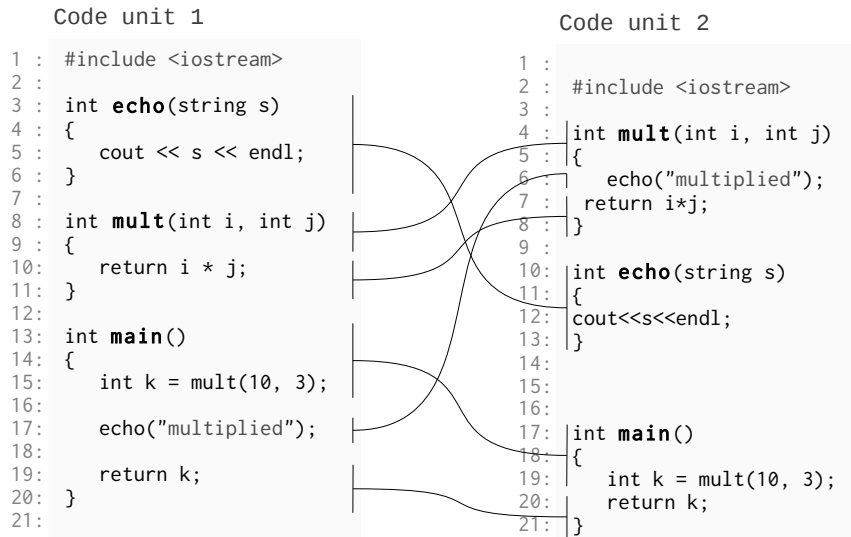 Code unit 1
1 : #include <iostream>
2 :
3 : int echo(string s)
4 : {
5 : cout << s << endl;
6 : }
7 :
8 : int mult(int i, int j)
9 : {
10: return i * j;
11: }
12:
13: int main()
14: {
15: int k = mult(10, 3);
16:
17: echo("multiplied");
18:
19: return k;
20: }
21:
Code unit 2
1 :
2 : #include <iostream>
3 :
4 : int mult(int i, int j)
5 : {
6 : echo("multiplied");
7 : return i*j;
8 : }
9 :
10: int echo(string s)
11: {
12: cout<<s<<endl;
13: }
14:
15:
16:
17: int main()
18: {
19: int k = mult(10, 3);
20: return k;
21: }